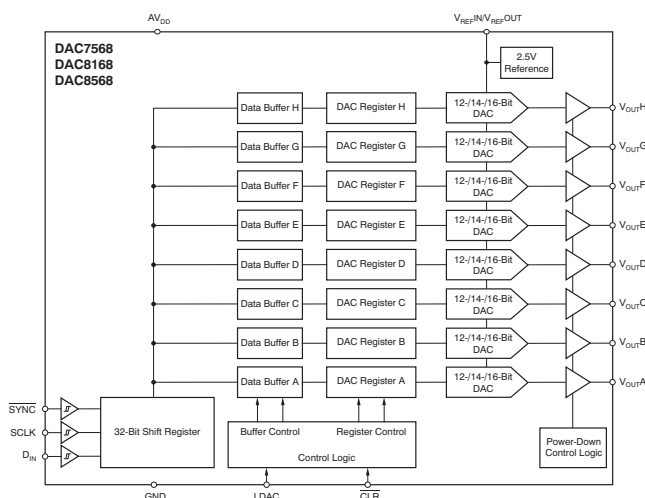 AVDD
VREFIN/VREFOUT
DAC7568
DAC8168
DAC8568
2.5V
Reference
Data Buffer H
DAC Register H
12-/14-/16-Bit
DAC
VOUTH
Data Buffer G
DAC Register G
12-/14-/16-Bit
DAC
VOUTG
Data Buffer F
DAC Register F
12-/14-/16-Bit
DAC
VOUTF
Data Buffer E
DAC Register E
12-/14-/16-Bit
DAC
VOUTE
Data Buffer D
DAC Register D
12-/14-/16-Bit
DAC
VOUTD
Data Buffer C
DAC Register C
12-/14-/16-Bit
DAC
VOUTC
Data Buffer B
DAC Register B
12-/14-/16-Bit
DAC
VOUTB
Data Buffer A
DAC Register A
12-/14-/16-Bit
DAC
VOUTA
SYNC
SCLK
DIN
32-Bit Shift Register
Buffer Control
Register Control
Control Logic
Power-Down
Control Logic
GND
LDAC
CLR